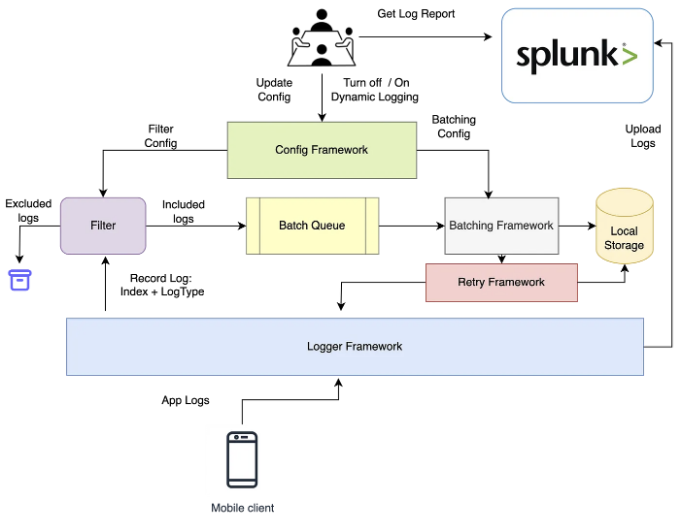 Get Log Report
splunk>
Update
Config
Turn off / On
Dynamic Logging
Filter
Config
Batching
Config
Upload
Logs
Config Framework
Excluded
logs
Filter
Included
logs
Batch Queue
Batching Framework
Local
Storage
Record Log:
Index + LogType
Retry Framework
Logger Framework
App Logs
Mobile client